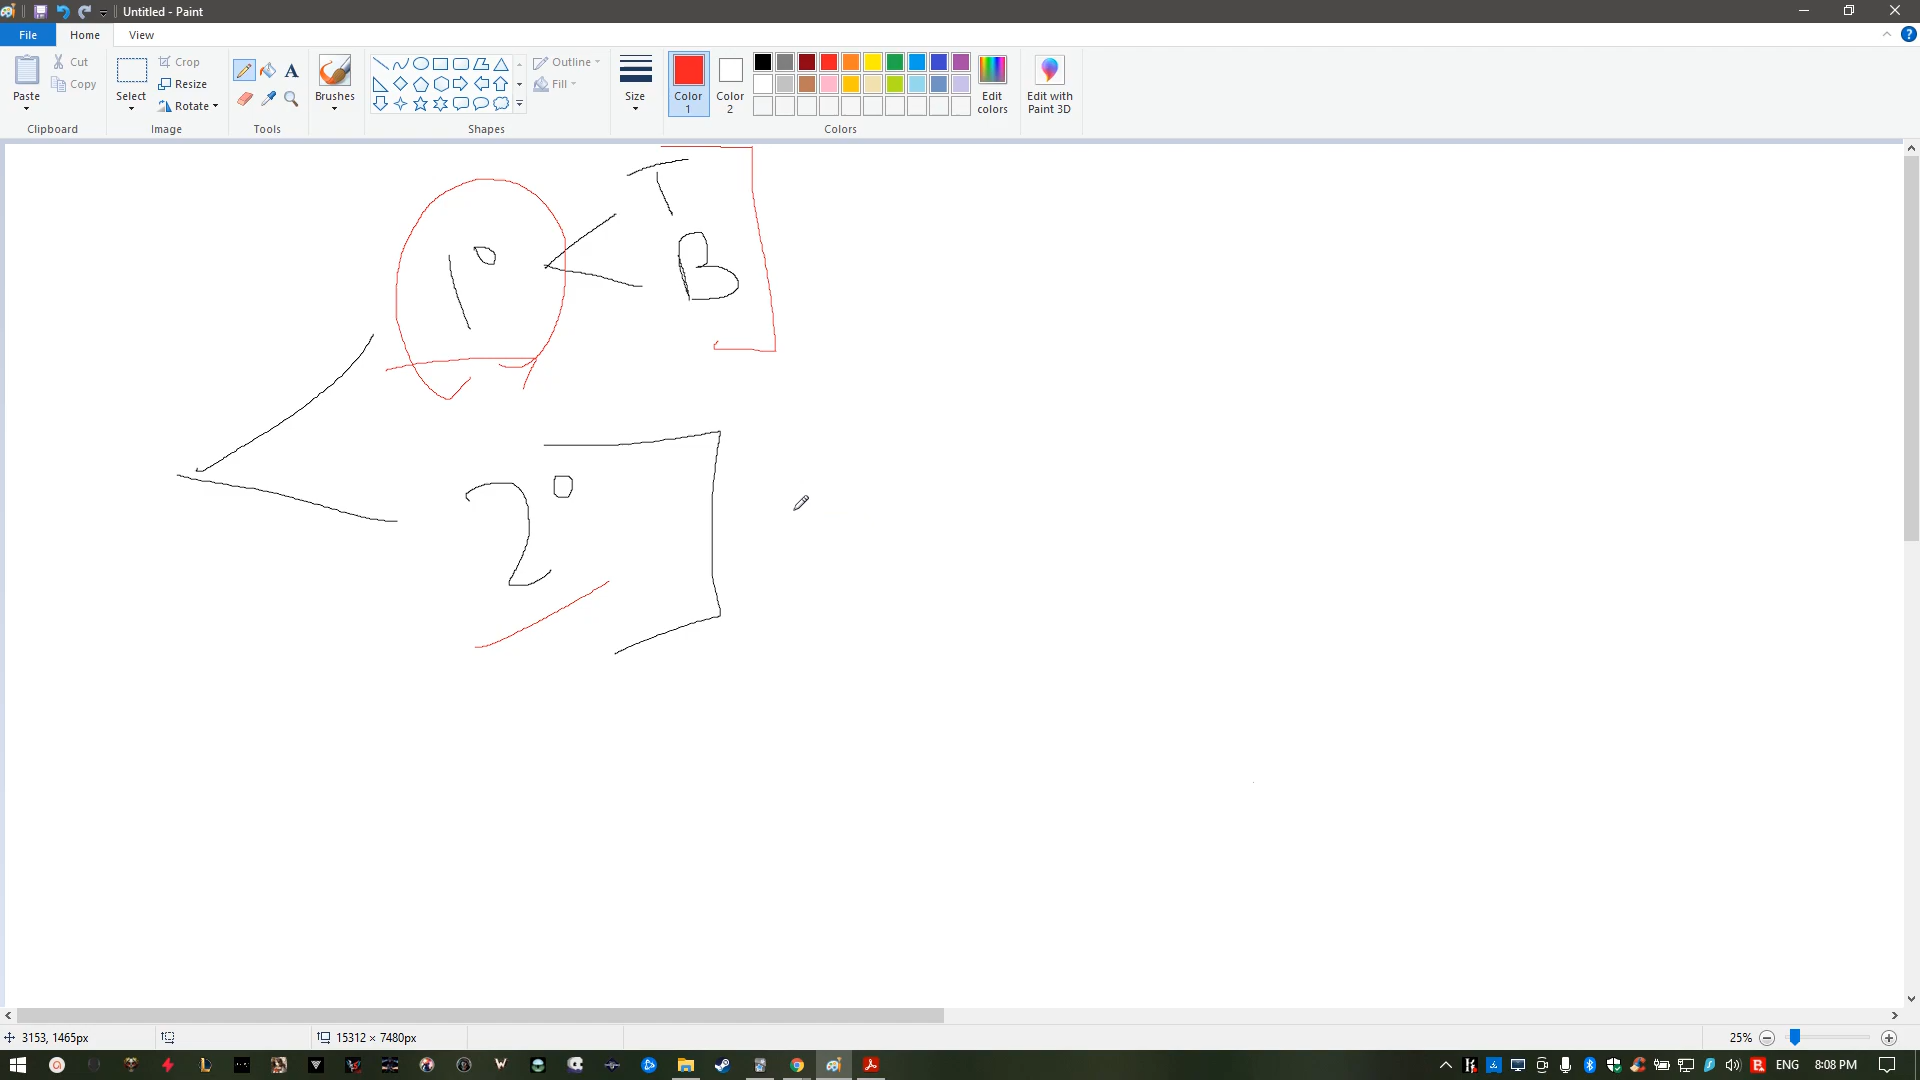 Untitled - Paint
File
Home
View
Paste
Cut
Copy
Clipboard
Select
Crop
Resize
Rotate
Image
A
Tools
Brushes
Shapes
Outline
Fill
Size
Color 1
Color 2
Colors
Edit colors
Edit with Paint 3D
T
1°
B
2°
3153, 1465px
15312 × 7480px
25%
ENG
8:08 PM